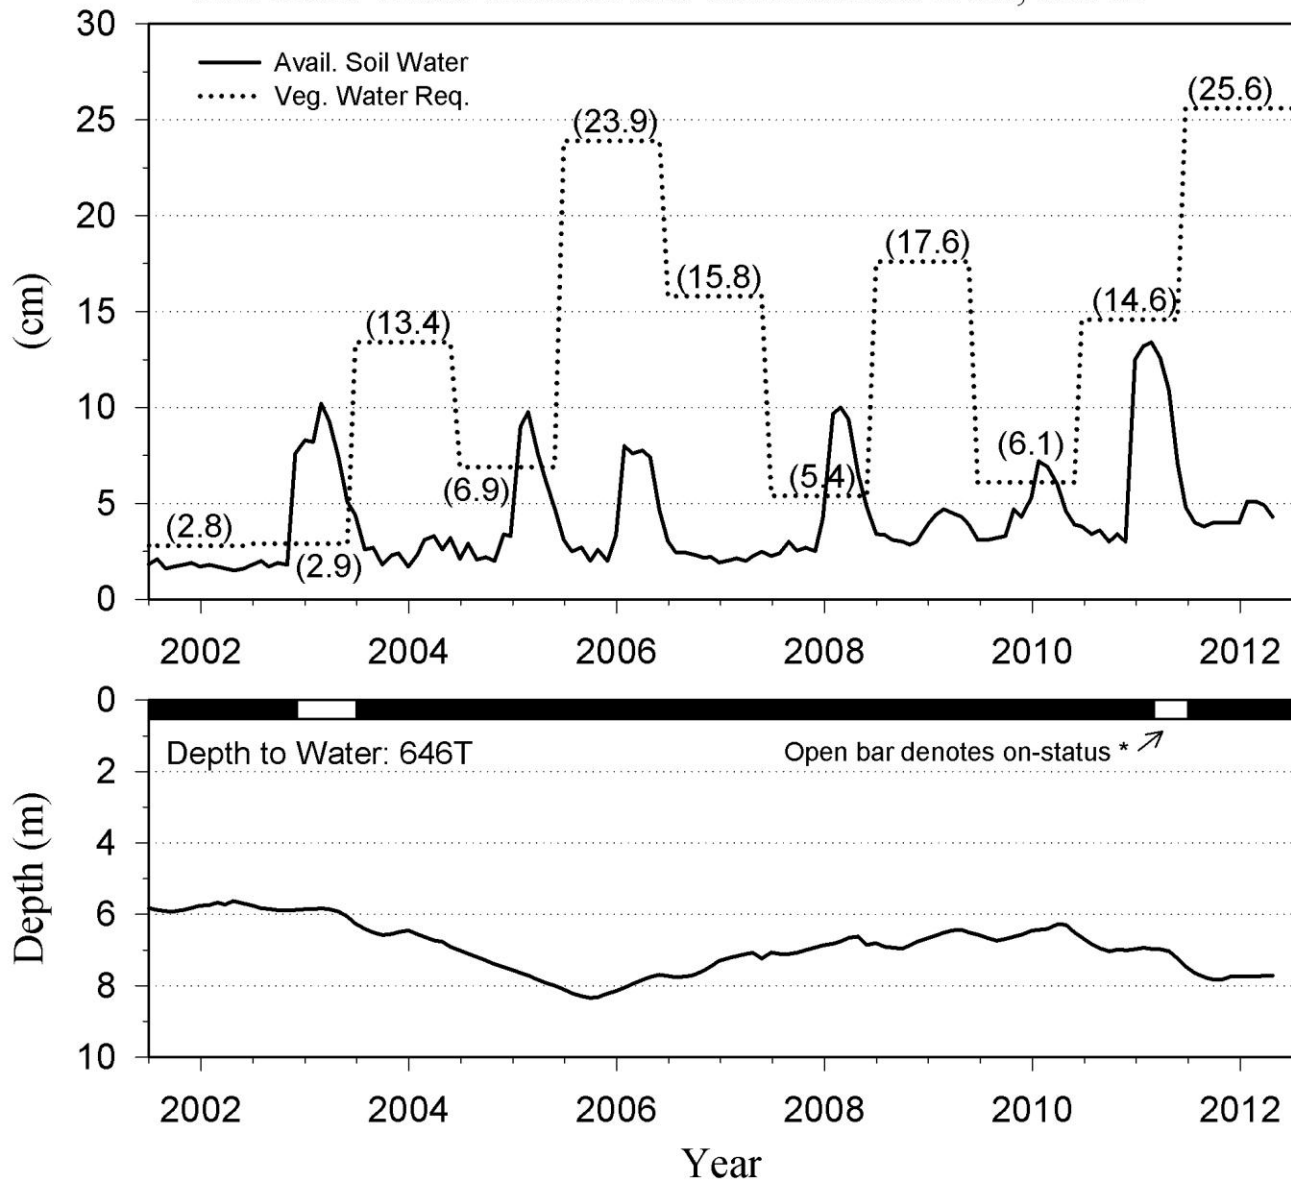 30
Avail. Soil Water
Veg. Water Req.
(25.6)
25
(23.9)
20
(17.6)
(15.8)
15
(14.6)
(13.4)
10
(6.9)
(6.1)
(5.4)
5
(2.8)
(2.9)
0
(cm)
2002 2004 2006 2008 2010 2012
0
Depth to Water: 646T
Open bar denotes on-status *
2
4
6
8
10
Depth (m)
2002 2004 2006 2008 2010 2012
Year